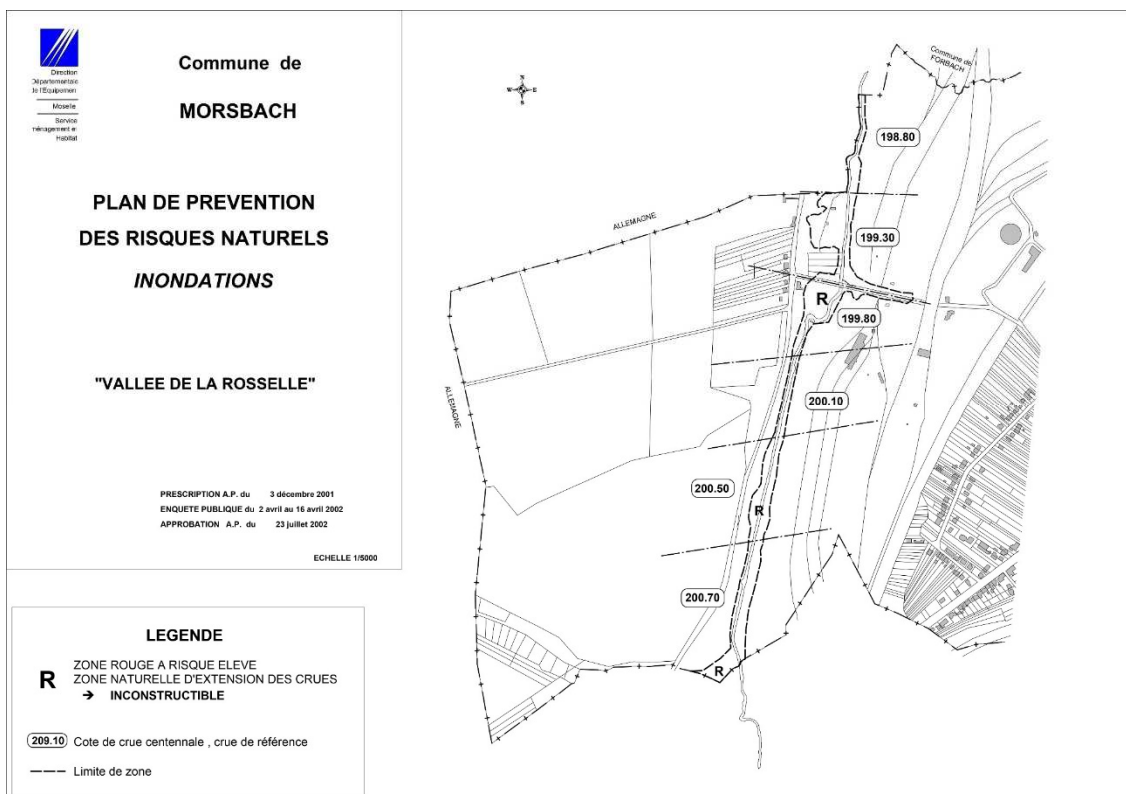 Direction
Départementale
de l'Equipement
Moselle
Service
ménagement et
Habitat
Commune de
MORSBACH
PLAN DE PREVENTION
DES RISQUES NATURELS
INONDATIONS
"VALLEE DE LA ROSSELLE"
PRESCRIPTION A.P. du 3 décembre 2001
ENQUETE PUBLIQUE du 2 avril au 16 avril 2002
APPROBATION A.P. du 23 juillet 2002
ECHELLE 1/5000
LEGENDE
R
ZONE ROUGE A RISQUE ELEVE
ZONE NATURELLE D'EXTENSION DES CRUES
➔ INCONSTRUCTIBLE
209.10 Cote de crue centennale , crue de référence
Limite de zone
N
W E
S
Commune de
FORBACH
198.80
ALLEMAGNE
199.30
R
199.80
ALLEMAGNE
200.10
200.50
R
200.70
R